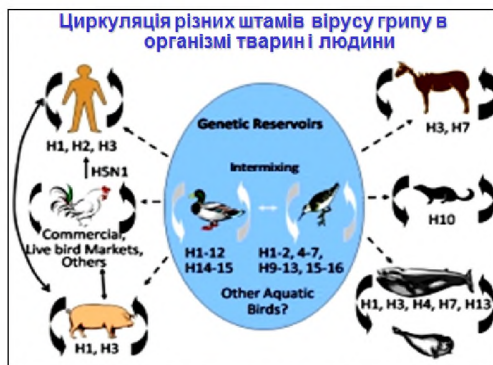 Циркуляція різних штамів вірусу грипу в
організмі тварин і людини
Genetic Reservoirs
Intermixing
H1-12
H14-15
H1-2, 4-7,
H9-13, 15-16
Other Aquatic
Birds?
H1, H2, H3
H5N1
Commercial,
Live bird Markets,
Others
H1, H3
H3, H7
H10
H1, H3, H4, H7, H13